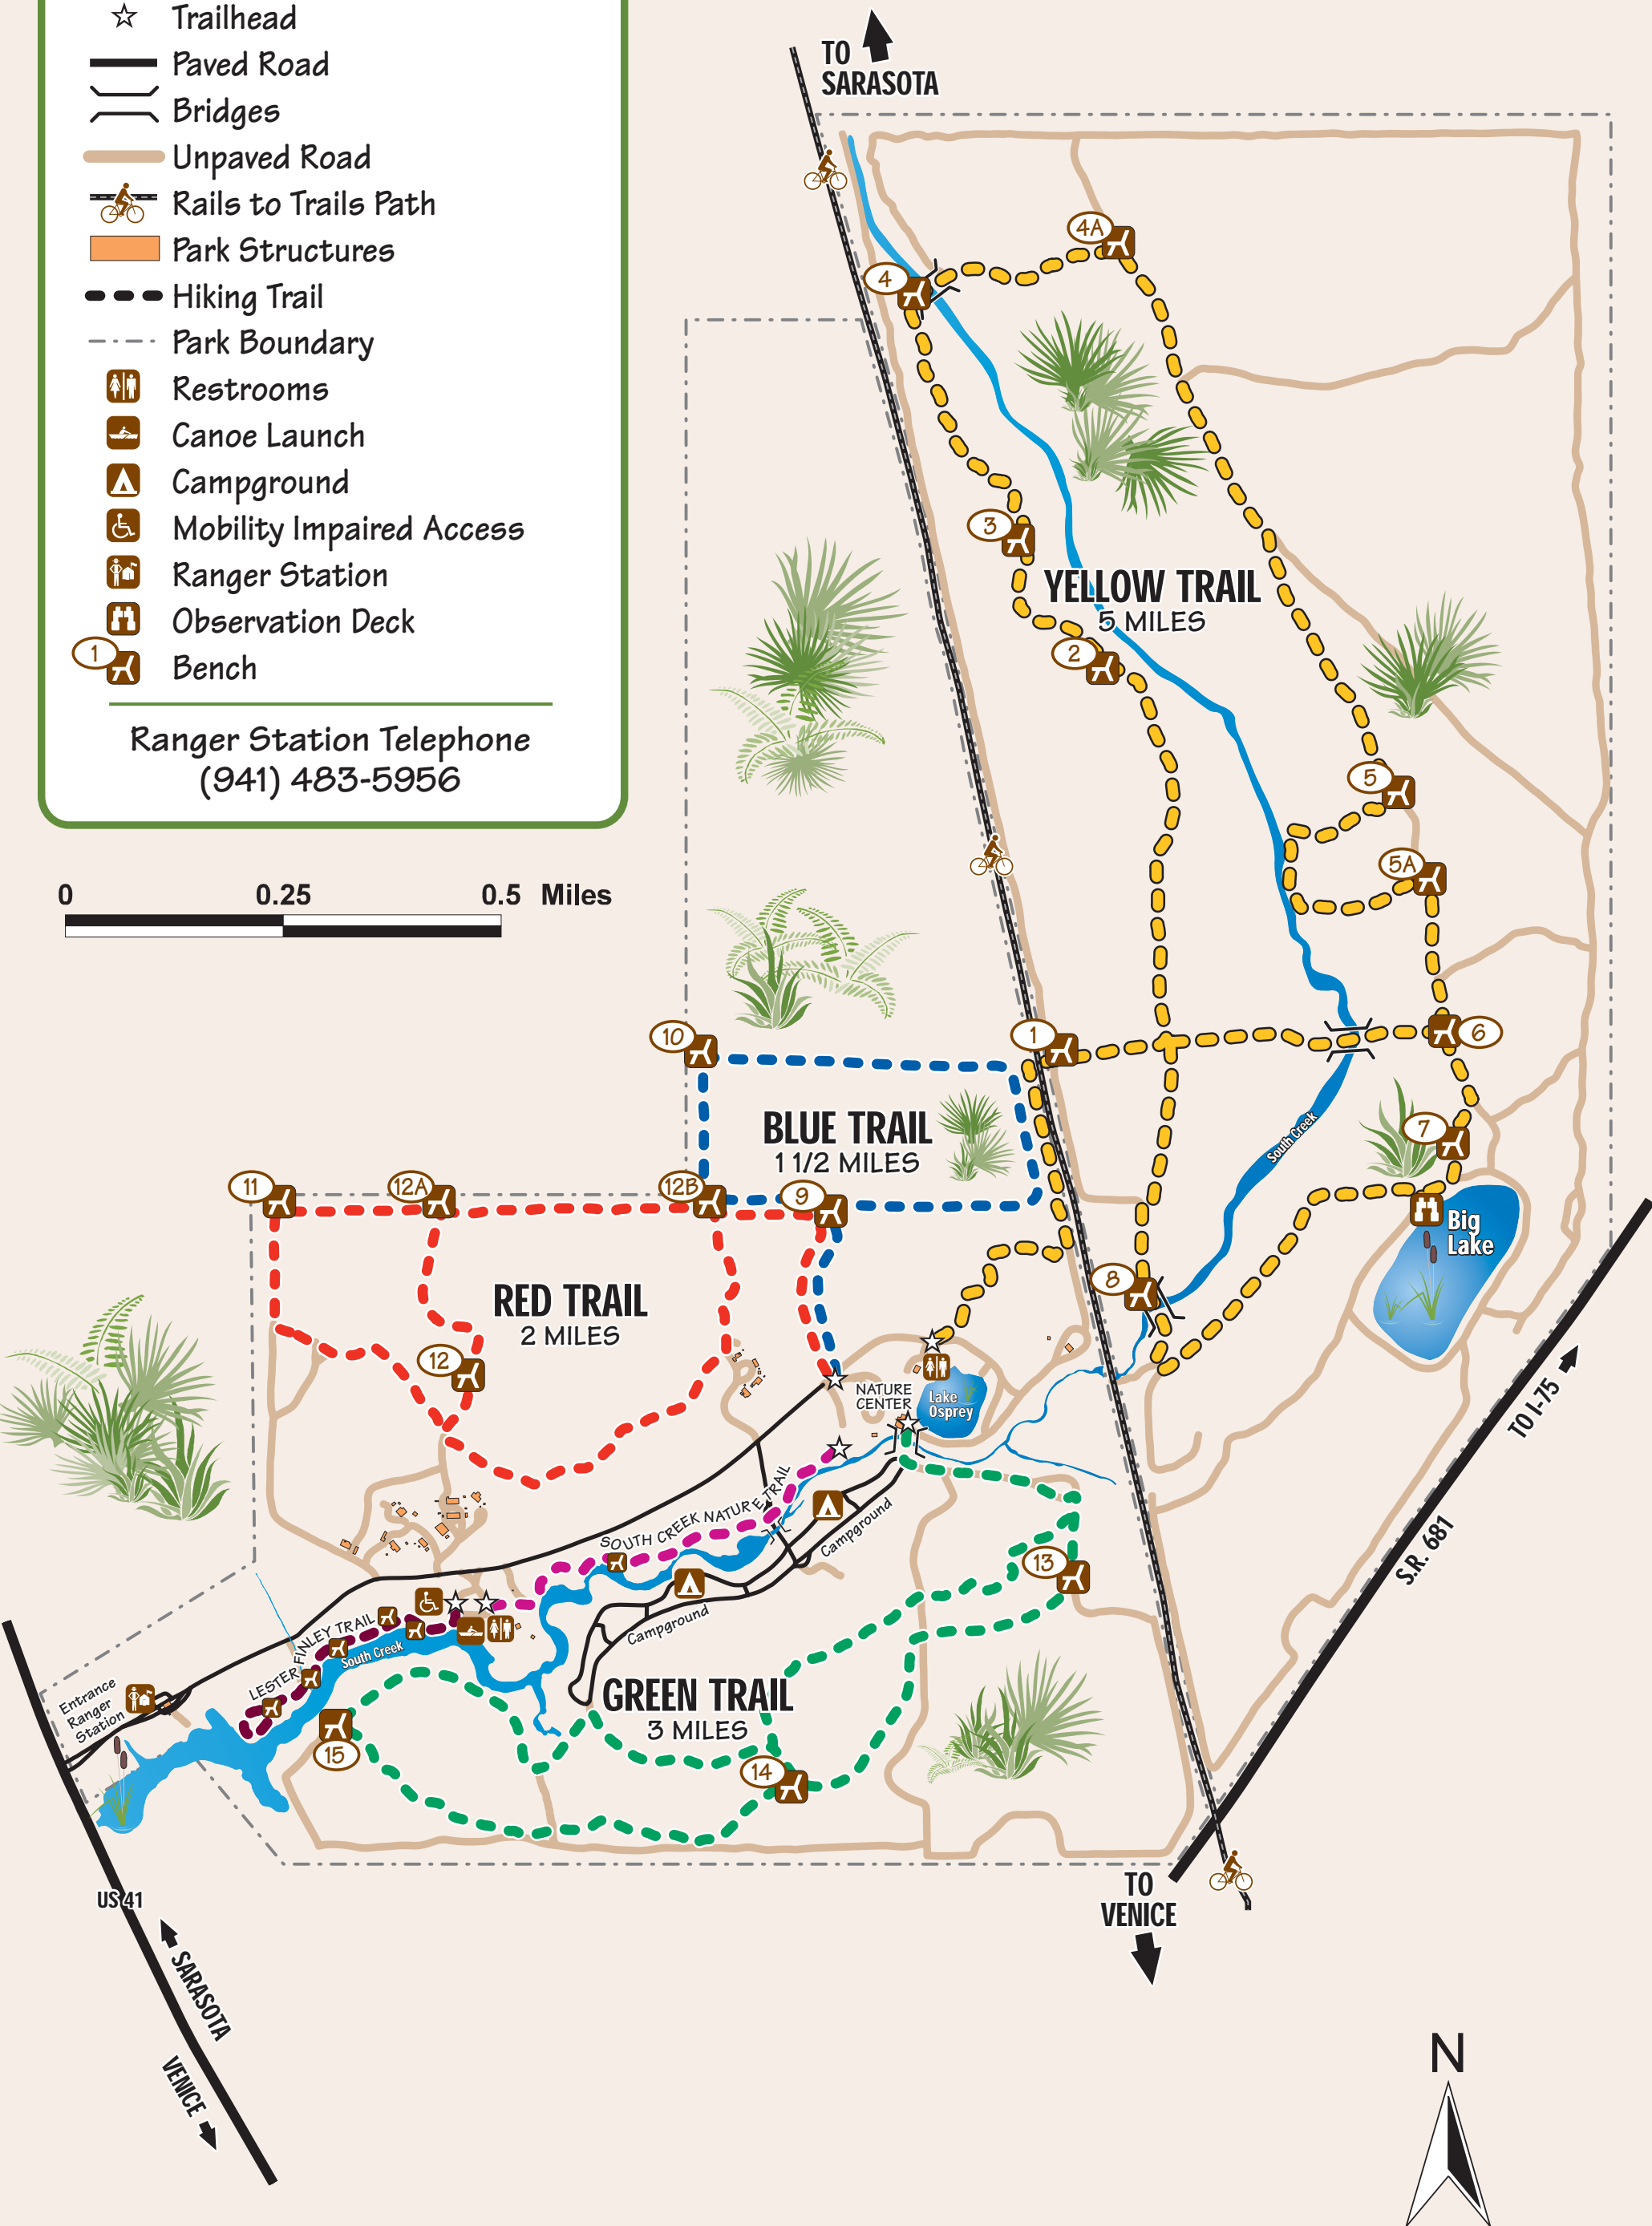 Trailhead
Paved Road
Bridges
Unpaved Road
Rails to Trails Path
Park Structures
Hiking Trail
Park Boundary
Restrooms
Canoe Launch
Campground
Mobility Impaired Access
Ranger Station
Observation Deck
1
Bench
Ranger Station Telephone
(941) 483-5956
0 0.25 0.5 Miles
TO
SARASOTA
4A
4
3
YELLOW TRAIL
5 MILES
2
5
5A
1
6
10
BLUE TRAIL
1 1/2 MILES
South Creek
7
11
12A
12B
9
Big
Lake
8
RED TRAIL
2 MILES
12
NATURE
CENTER
Lake
Osprey
TO I-75
S.R. 681
SOUTH CREEK NATURE TRAIL
Campground
13
Campground
LESTER FINLEY TRAIL
South Creek
Entrance
Ranger
Station
GREEN TRAIL
3 MILES
15
14
US 41
TO
VENICE
SARASOTA
VENICE
N